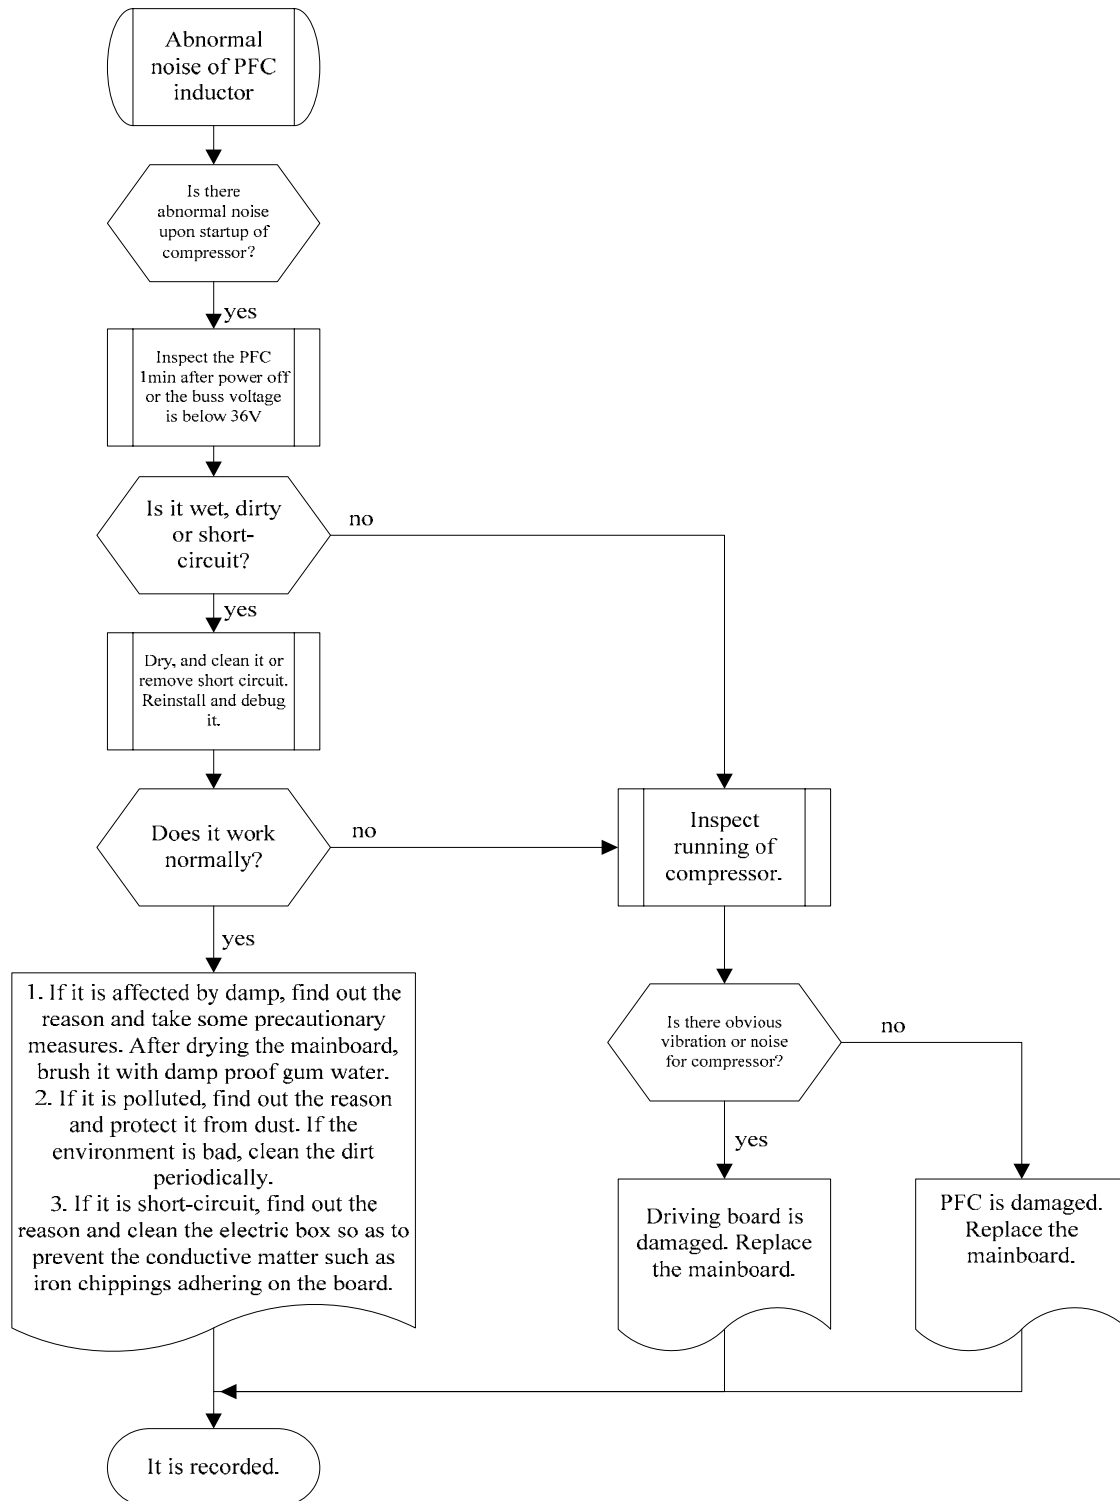 Abnormal
noise of PFC
inductor
Is there
abnormal noise
upon startup of
compressor?
yes
Inspect the PFC
1min after power off
or the buss voltage
is below 36V
Is it wet, dirty
or short-
circuit?
no
yes
Dry, and clean it or
remove short circuit.
Reinstall and debug
it.
Does it work
normally?
no
Inspect
running of
compressor.
yes
1. If it is affected by damp, find out the
reason and take some precautionary
measures. After drying the mainboard,
brush it with damp proof gum water.
2. If it is polluted, find out the reason
and protect it from dust. If the
environment is bad, clean the dirt
periodically.
3. If it is short-circuit, find out the
reason and clean the electric box so as to
prevent the conductive matter such as
iron chippings adhering on the board.
Is there obvious
vibration or noise
for compressor?
no
yes
Driving board is
damaged. Replace
the mainboard.
PFC is damaged.
Replace the
mainboard.
It is recorded.